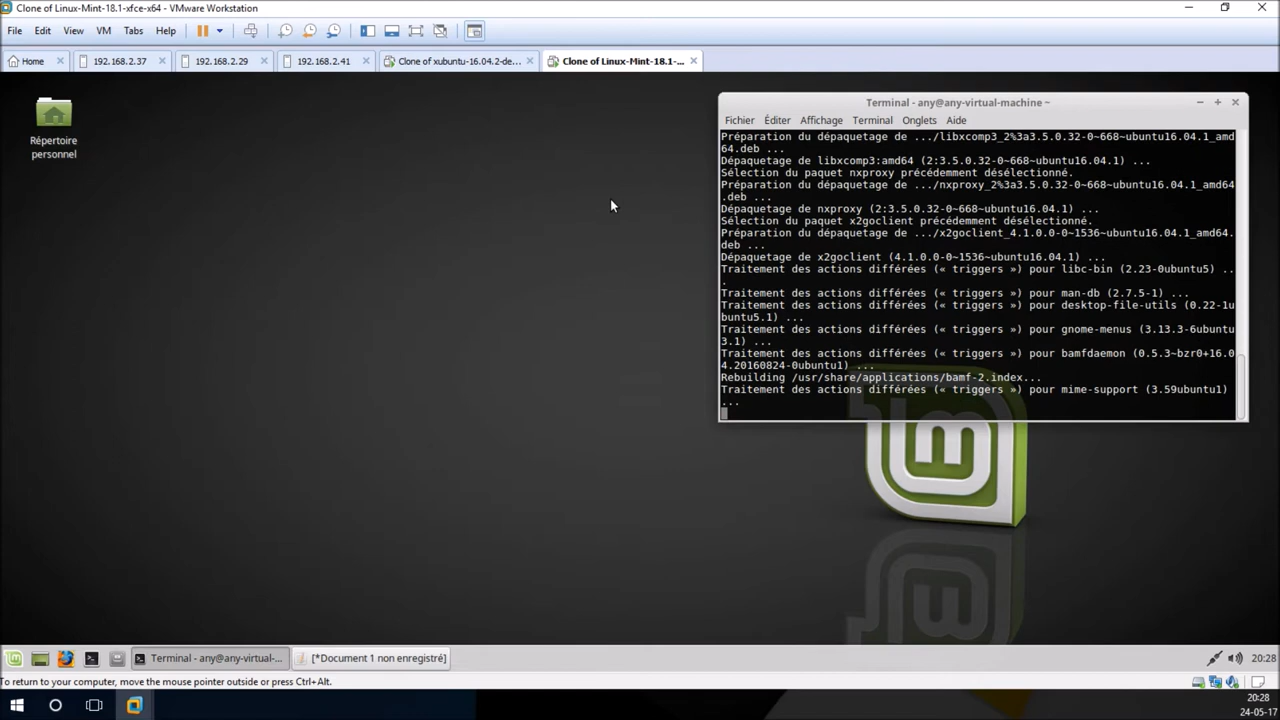 Clone of Linux-Mint-18.1-xfce-x64 - VMware Workstation
File Edit View VM Tabs Help
Home 192.168.2.37 192.168.2.29 192.168.2.41 Clone of xubuntu-16.04.2-de... Clone of Linux-Mint-18.1-...
Répertoire
personnel
Terminal - any@any-virtual-machine ~
Fichier Éditer Affichage Terminal Onglets Aide
Préparation du dépaquetage de .../libxcomp3_2%3a3.5.0.32-0~668~ubuntu16.04.1_amd
64.deb ...
Dépaquetage de libxcomp3:amd64 (2:3.5.0.32-0~668~ubuntu16.04.1) ...
Sélection du paquet nxproxy précédemment désélectionné.
Préparation du dépaquetage de .../nxproxy_2%3a3.5.0.32-0~668~ubuntu16.04.1_amd64
.deb ...
Dépaquetage de nxproxy (2:3.5.0.32-0~668~ubuntu16.04.1) ...
Sélection du paquet x2goclient précédemment désélectionné.
Préparation du dépaquetage de .../x2goclient_4.1.0.0-0~1536~ubuntu16.04.1_amd64.
deb ...
Dépaquetage de x2goclient (4.1.0.0-0~1536~ubuntu16.04.1) ...
Traitement des actions différées (« triggers ») pour libc-bin (2.23-0ubuntu5) ..
.
Traitement des actions différées (« triggers ») pour man-db (2.7.5-1) ...
Traitement des actions différées (« triggers ») pour desktop-file-utils (0.22-1u
buntu5.1) ...
Traitement des actions différées (« triggers ») pour gnome-menus (3.13.3-6ubuntu
3.1) ...
Traitement des actions différées (« triggers ») pour bamfdaemon (0.5.3~bzr0+16.0
4.20160824-0ubuntu1) ...
Rebuilding /usr/share/applications/bamf-2.index...
Traitement des actions différées (« triggers ») pour mime-support (3.59ubuntu1)
...
Terminal - any@any-virtual-... [*Document 1 non enregistré] 20:28
To return to your computer, move the mouse pointer outside or press Ctrl+Alt.
20:28
24-05-17